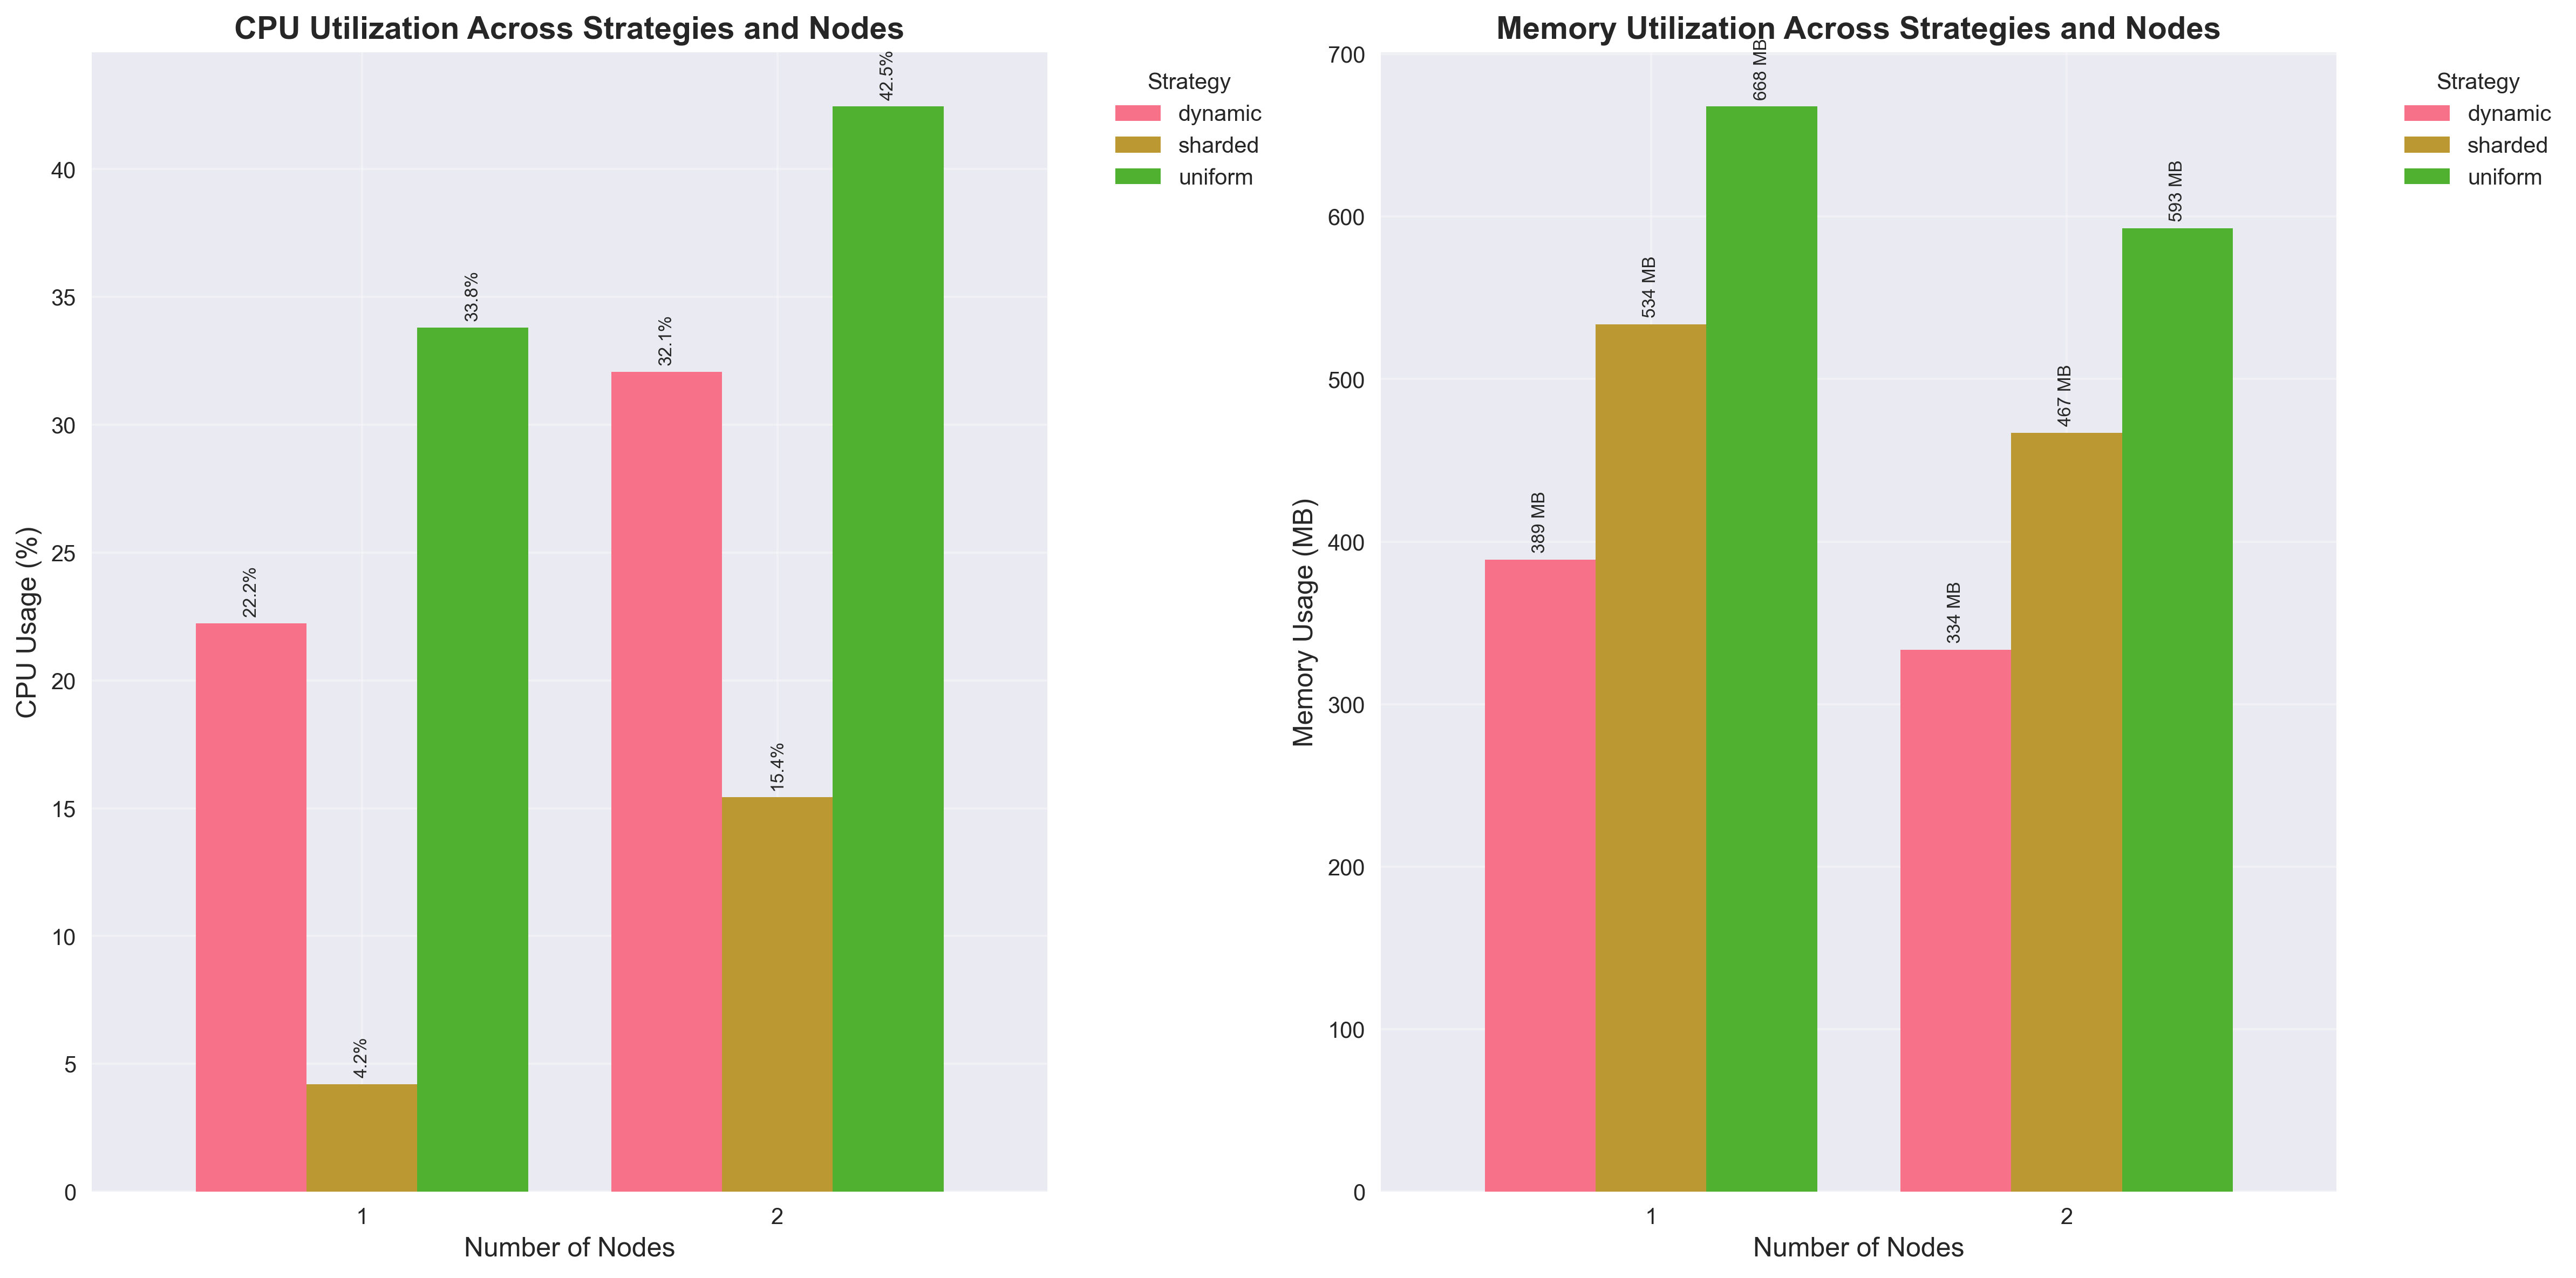 CPU Utilization Across Strategies and Nodes
CPU Usage (%)
40
35
30
25
20
15
10
5
0
22.2%
4.2%
33.8%
32.1%
15.4%
42.5%
1
2
Number of Nodes
Strategy
dynamic
sharded
uniform
Memory Utilization Across Strategies and Nodes
Memory Usage (MB)
700
600
500
400
300
200
100
0
389 MB
534 MB
668 MB
334 MB
467 MB
593 MB
1
2
Number of Nodes
Strategy
dynamic
sharded
uniform